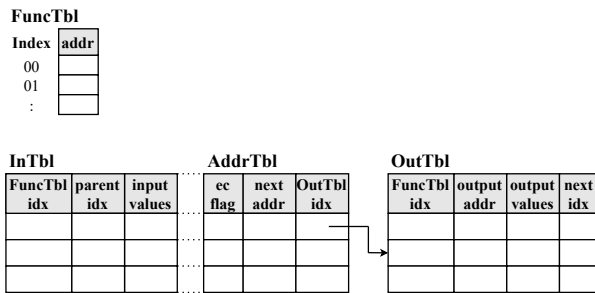 FuncTbl
Index addr
00
01
:
InTbl AddrTbl OutTbl
FuncTbl parent input ec next OutTbl FuncTbl output output next
idx idx values flag addr idx idx addr values idx